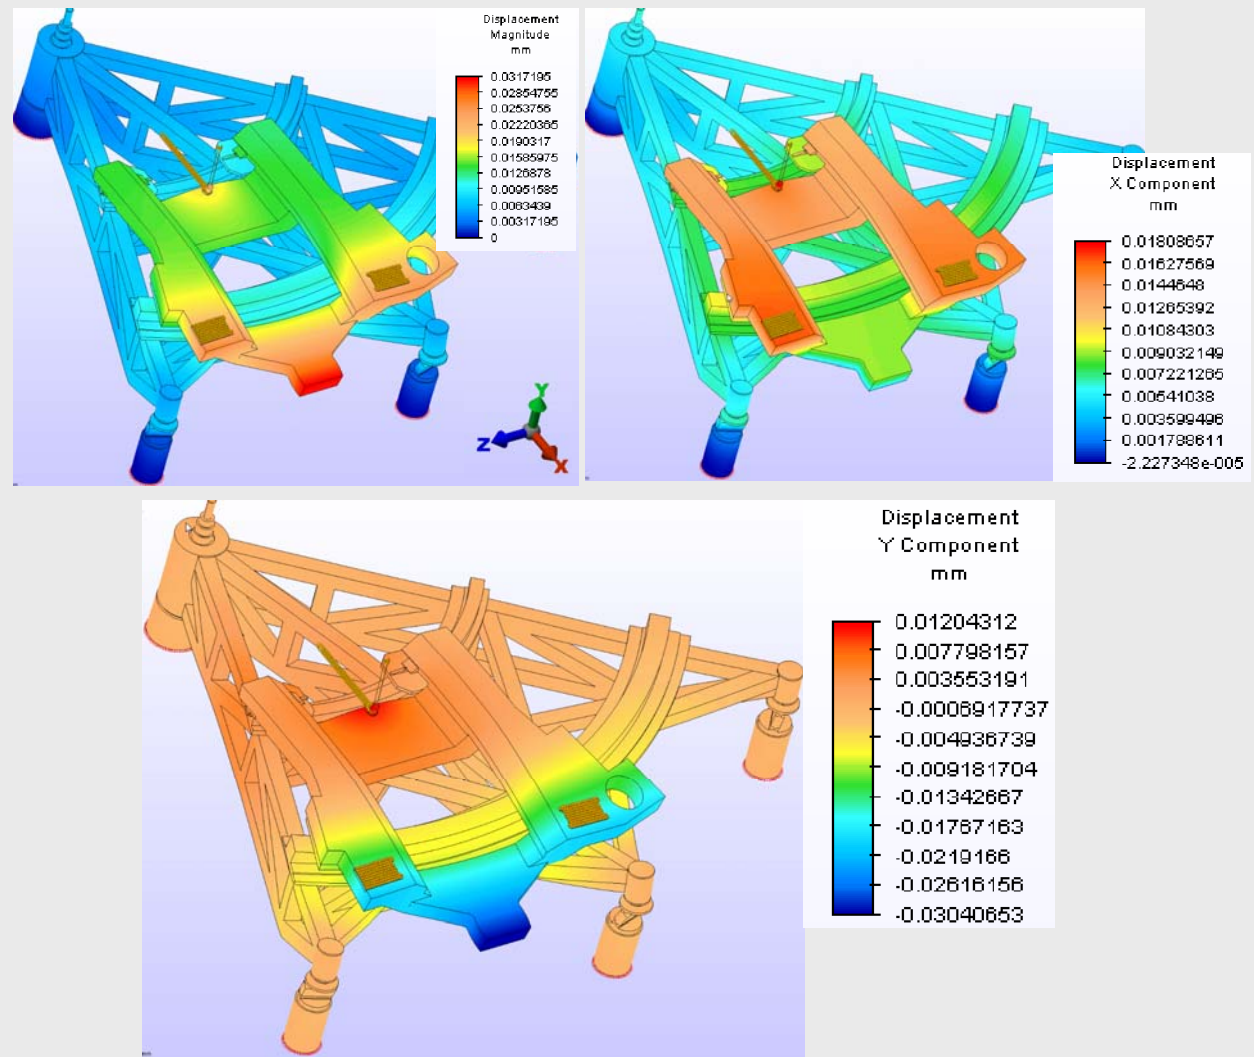 Displacement
Magnitude
mm
0.0317195
0.02854755
0.0253756
0.02220365
0.0190317
0.01585975
0.0126878
0.00951585
0.0063439
0.00317195
0
Y
Z
X
Displacement
X Component
mm
0.01808657
0.01627569
0.0144648
0.01265392
0.01084303
0.009032149
0.007221265
0.00541038
0.003599496
0.001788611
-2.227348e-005
Displacement
Y Component
mm
0.01204312
0.007798157
0.003553191
-0.0006917737
-0.004936739
-0.009181704
-0.01342667
-0.01767163
-0.0219166
-0.02616156
-0.03040653